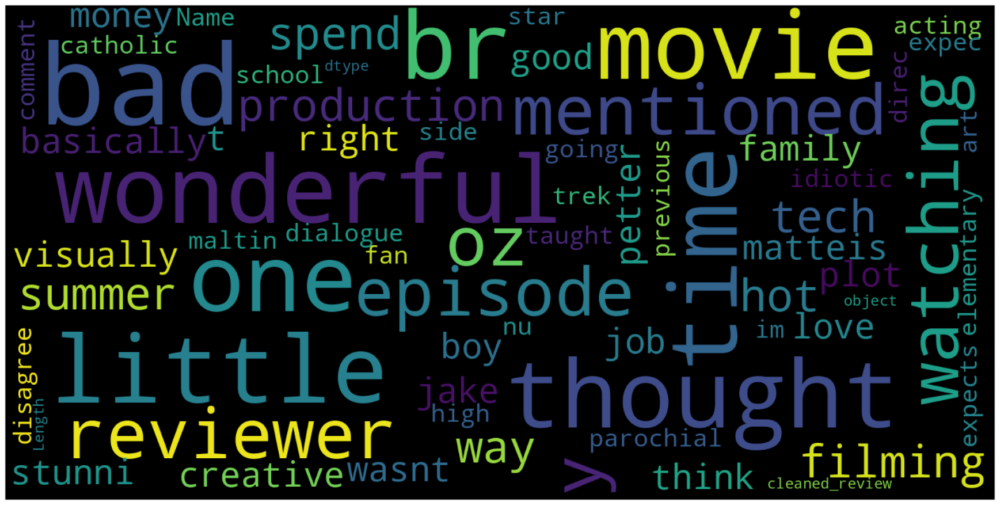 money
Name
star
acting
comment
catholic
spend
br
movie
good
expec
bad
school
dtype
direc
production
mentioned
watching
basically
t
right
side
going
family
art
wonderful
trek
petter
previous
time
idiotic
tech
maltin
dialogue
oz
taught
matteis
elementary
visually
fan
one
episode
plot
summer
hot
object
little
nu
boy
job
im
love
disagree
Length
reviewer
jake
high
thought
expects
stunni
creative
wasnt
way
y
parochial
think
filming
cleaned_review